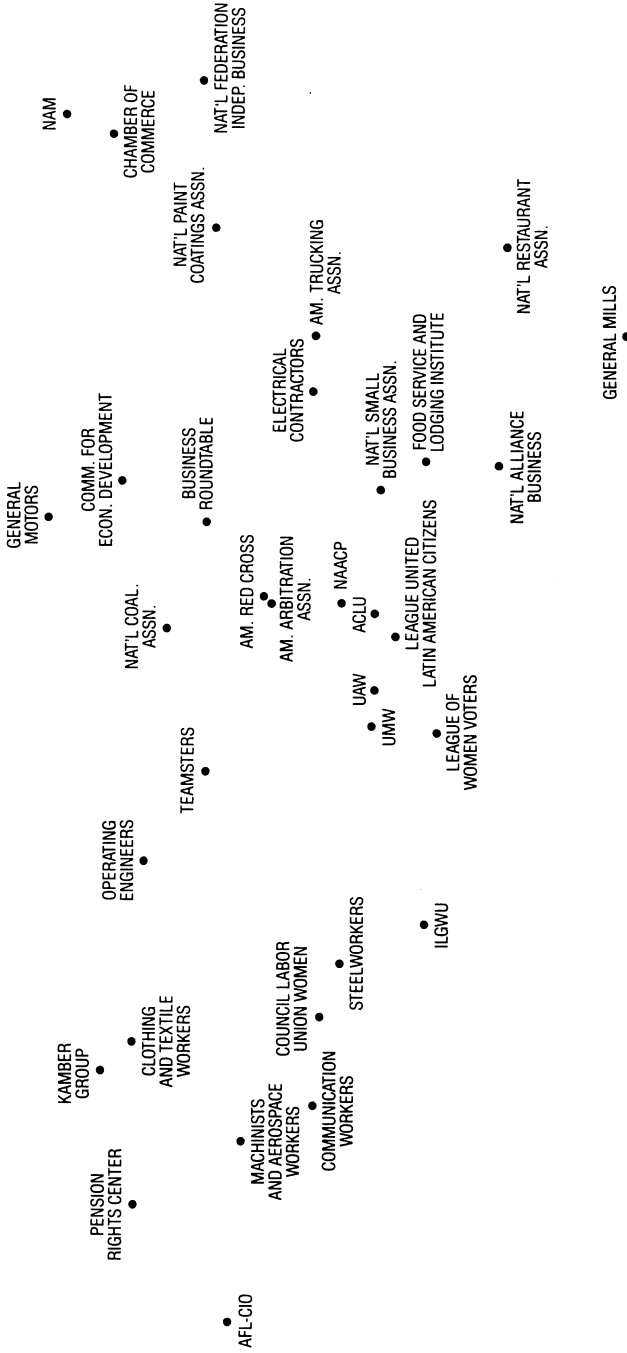 GENERAL
MOTORS
NAM
KAMBER
GROUP
COMM. FOR
ECON. DEVELOPMENT
PENSION
RIGHTS CENTER
OPERATING
ENGINEERS
CHAMBER OF
COMMERCE
NAT'L COAL.
ASSN.
CLOTHING
AND TEXTILE
WORKERS
NAT'L PAINT
COATINGS ASSN.
TEAMSTERS
BUSINESS
ROUNDTABLE
NAT'L FEDERATION
INDEP. BUSINESS
AFL-CIO
AM. RED CROSS
MACHINISTS
AND AEROSPACE
WORKERS
ELECTRICAL
CONTRACTORS
COUNCIL LABOR
UNION WOMEN
AM. ARBITRATION
ASSN.
AM. TRUCKING
ASSN.
COMMUNICATION
WORKERS
NAACP
STEELWORKERS
UAW
ACLU
NAT'L SMALL
BUSINESS ASSN.
UMW
LEAGUE UNITED
LATIN AMERICAN CITIZENS
FOOD SERVICE AND
LODGING INSTITUTE
ILGWU
LEAGUE OF
WOMEN VOTERS
NAT'L ALLIANCE
BUSINESS
NAT'L RESTAURANT
ASSN.
GENERAL MILLS